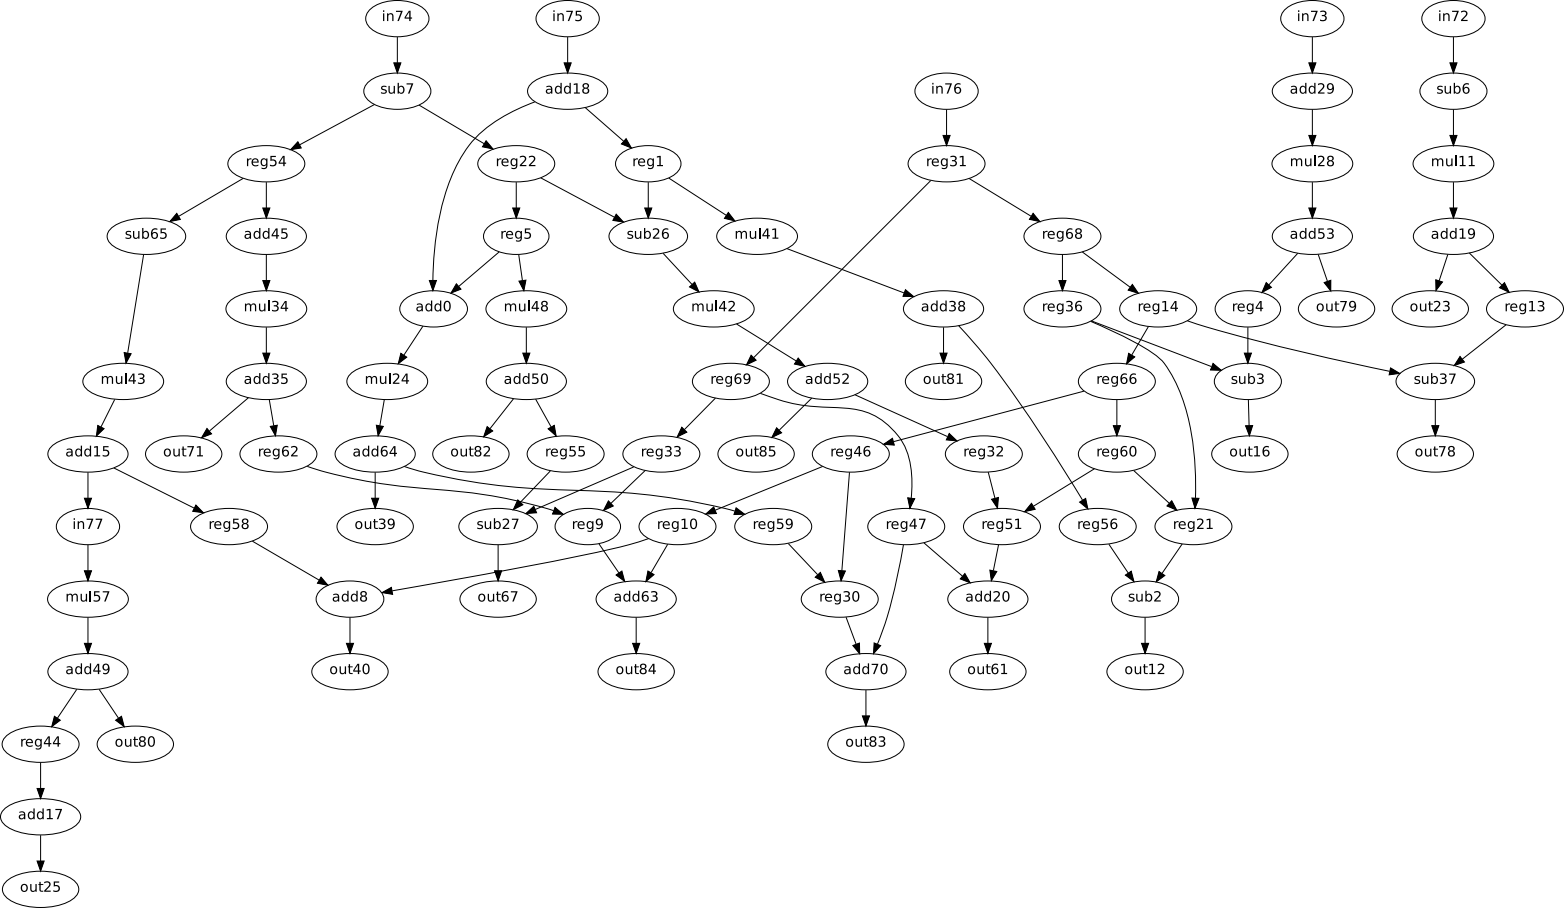 in74
in75
in73
in72
sub7
add18
in76
add29
sub6
reg54
reg22
reg1
reg31
mul28
mul11
sub65
add45
reg5
sub26
mul41
reg68
add53
add19
add0
mul48
mul42
add38
reg36
reg14
reg4
out79
out23
reg13
mul34
mul43
add35
mul24
add50
reg69
add52
out81
reg66
sub3
sub37
add15
out71
reg62
add64
out82
reg55
reg33
out85
reg46
reg32
reg60
out16
out78
in77
reg58
out39
sub27
reg9
reg10
reg59
reg47
reg51
reg56
reg21
mul57
add8
out67
add63
reg30
add20
sub2
add49
out40
out84
add70
out61
out12
reg44
out80
out83
add17
out25